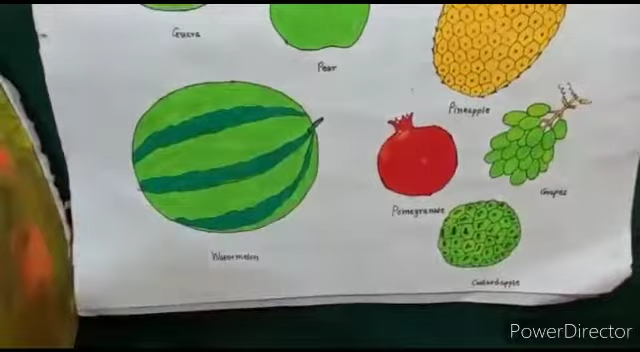 Guava
Pear
Pineapple
Pomegranate
Grapes
Watermelon
Custardapple
PowerDirector